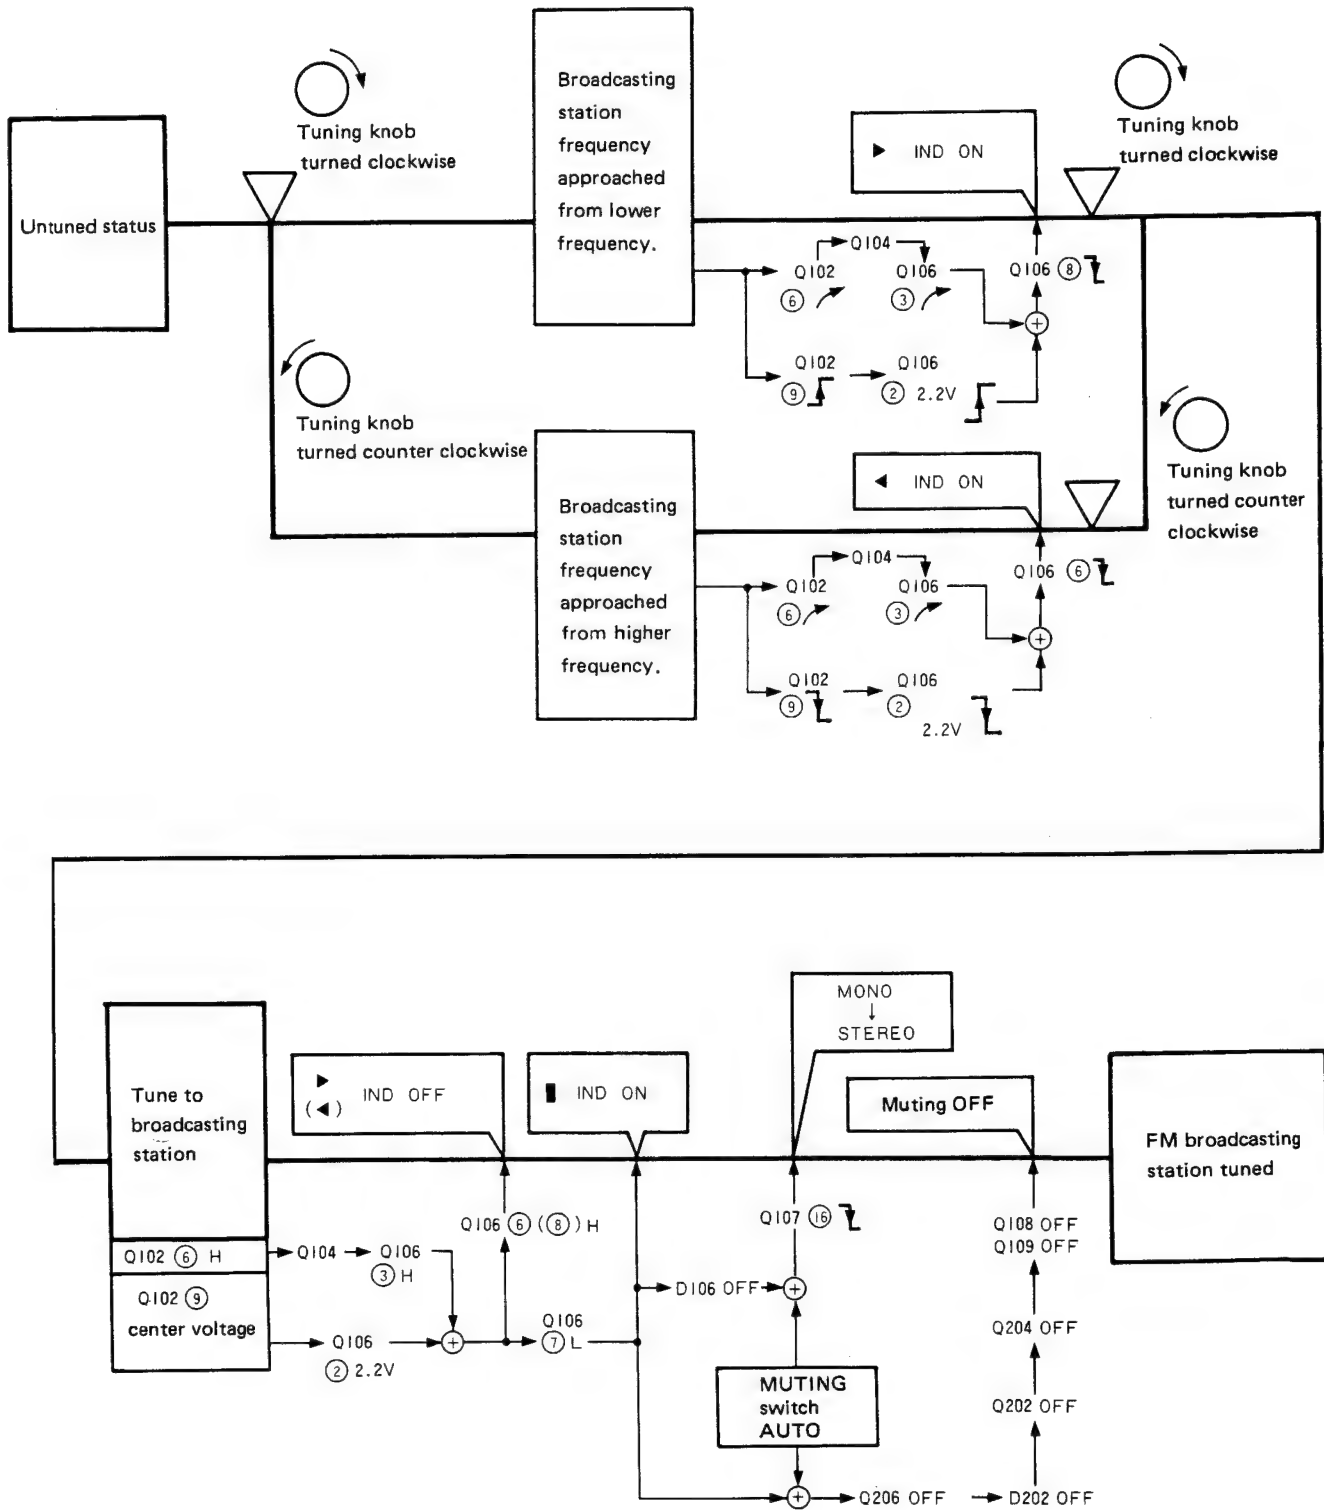 Untuned status
Tuning knob
turned clockwise
Tuning knob
turned counter clockwise
Broadcasting
station
frequency
approached
from lower
frequency.
▶ IND ON
Tuning knob
turned clockwise
Q104
Q102
⑥
Q106
③
Q106 ⑧
+
Q102
⑨
Q106
② 2.2V
Broadcasting
station
frequency
approached
from higher
frequency.
◀ IND ON
Tuning knob
turned counter
clockwise
Q104
Q102
⑥
Q106
③
Q106 ⑥
+
Q102
⑨
Q106
②
2.2V
Tune to
broadcasting
station
Q102 ⑥ H
Q102 ⑨
center voltage
Q104
Q106
③ H
Q106
② 2.2V
+
▶
(◀) IND OFF
Q106 ⑥ (⑧) H
Q106
⑦ L
▮ IND ON
MONO
↓
STEREO
Q107 ⑯
D106 OFF
+
MUTING
switch
AUTO
+
Q206 OFF
D202 OFF
Q202 OFF
Q204 OFF
Q108 OFF
Q109 OFF
Muting OFF
FM broadcasting
station tuned